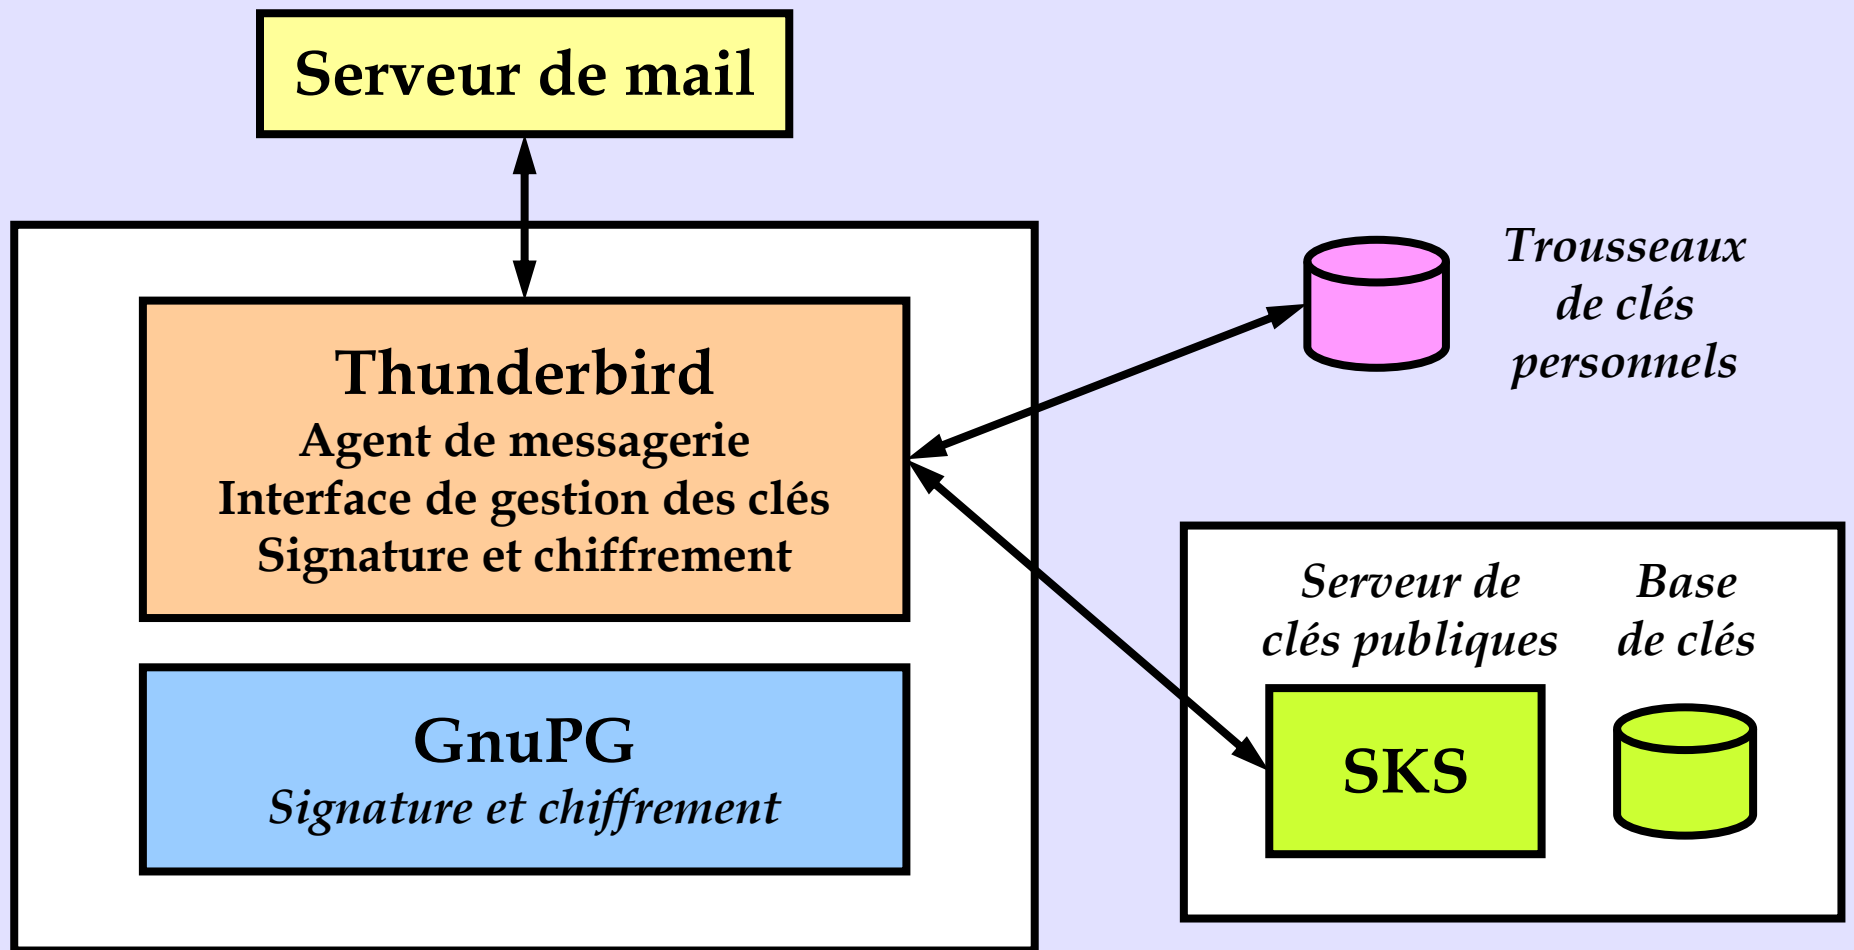 Serveur de mail
Thunderbird
Agent de messagerie
Interface de gestion des clés
Signature et chiffrement
GnuPG
Signature et chiffrement
Trousseaux
de clés
personnels
Serveur de
clés publiques
SKS
Base
de clés